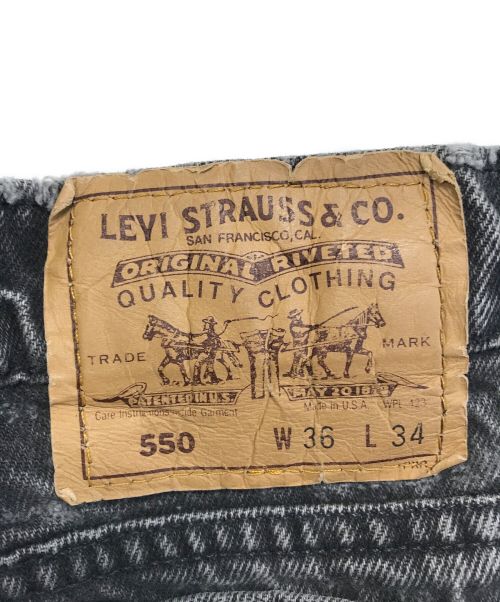 LEVI STRAUSS & CO.
SAN FRANCISCO, CAL.
ORIGINAL RIVETED
QUALITY CLOTHING
TRADE MARK
PATENTED IN U.S. MAY 20 1873
Care Instructions Inside Garment Made in U.S.A. WPL 423
550 W 36 L 34